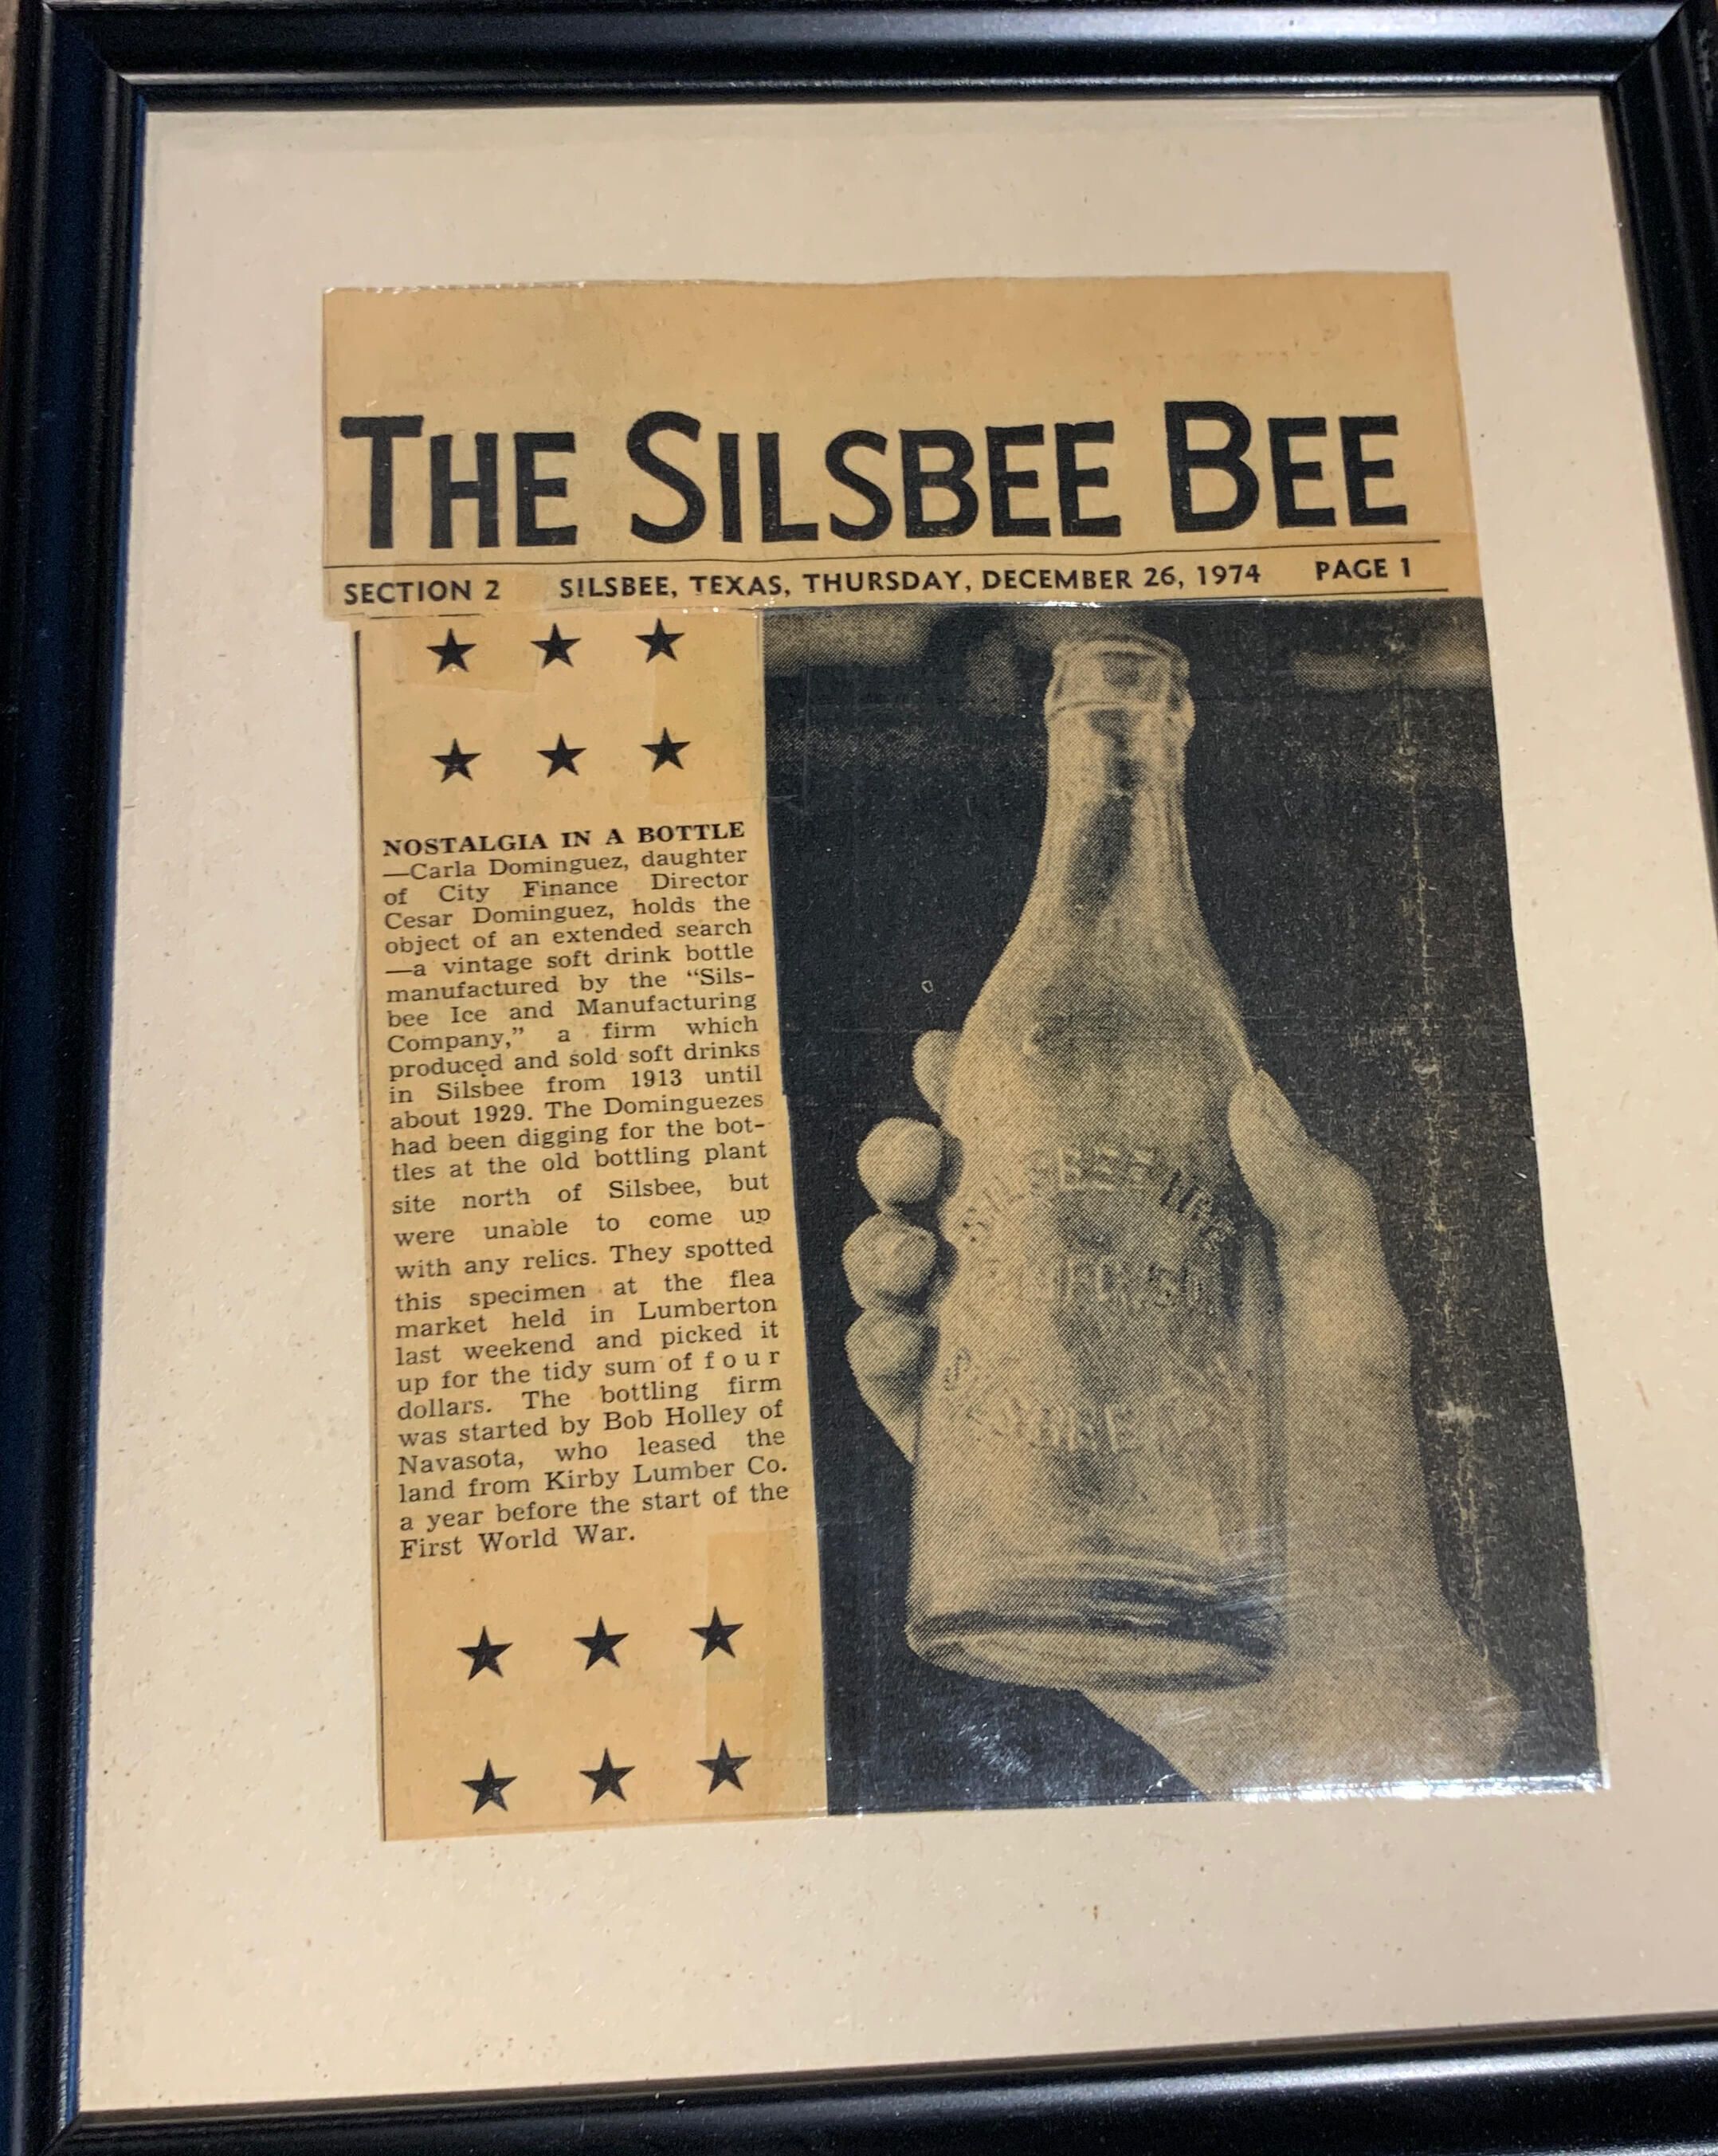 THE SILSBEE BEE
SECTION 2 SILSBEE, TEXAS, THURSDAY, DECEMBER 26, 1974 PAGE 1
NOSTALGIA IN A BOTTLE
—Carla Dominguez, daughter
of City Finance Director
Cesar Dominguez, holds the
object of an extended search
—a vintage soft drink bottle
manufactured by the “Sils-
bee Ice and Manufacturing
Company,” a firm which
produced and sold soft drinks
in Silsbee from 1913 until
about 1929. The Dominguezes
had been digging for the bot-
tles at the old bottling plant
site north of Silsbee, but
were unable to come up
with any relics. They spotted
this specimen at the flea
market held in Lumberton
last weekend and picked it
up for the tidy sum of four
dollars. The bottling firm
was started by Bob Holley of
Navasota, who leased the
land from Kirby Lumber Co.
a year before the start of the
First World War.
SILSBEE